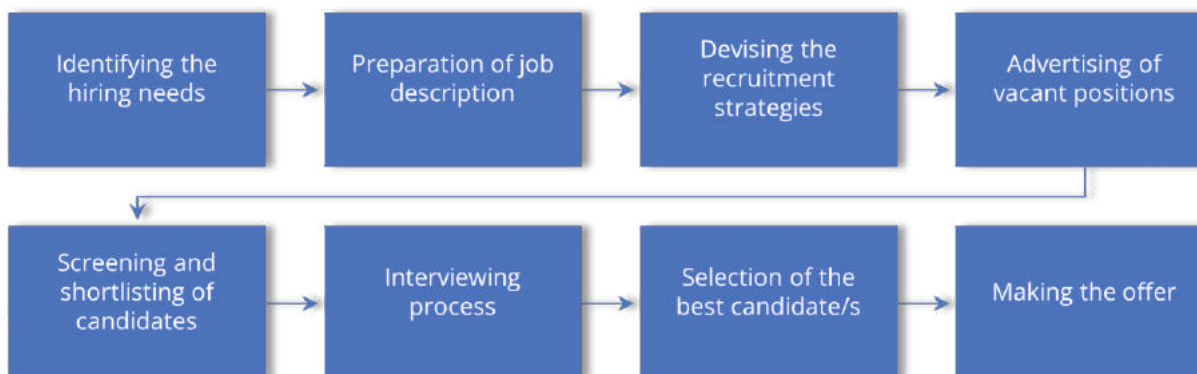 Identifying the
hiring needs
Preparation of job
description
Devising the
recruitment
strategies
Advertising of
vacant positions
Screening and
shortlisting of
candidates
Interviewing
process
Selection of the
best candidate/s
Making the offer